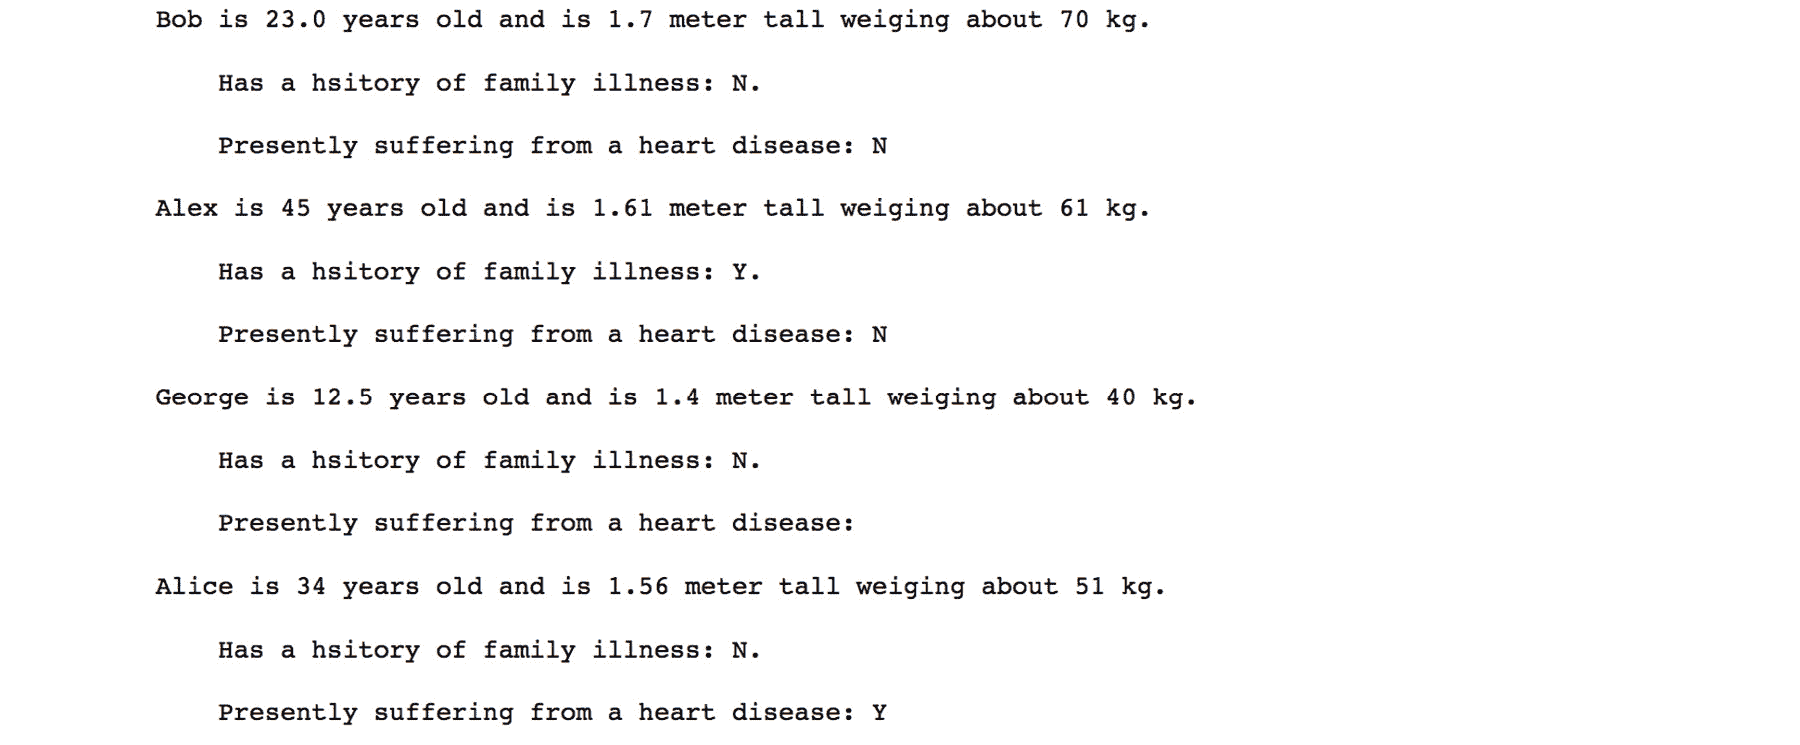 Bob is 23.0 years old and is 1.7 meter tall weiging about 70 kg.
Has a hsitory of family illness: N.
Presently suffering from a heart disease: N
Alex is 45 years old and is 1.61 meter tall weiging about 61 kg.
Has a hsitory of family illness: Y.
Presently suffering from a heart disease: N
George is 12.5 years old and is 1.4 meter tall weiging about 40 kg.
Has a hsitory of family illness: N.
Presently suffering from a heart disease:
Alice is 34 years old and is 1.56 meter tall weiging about 51 kg.
Has a hsitory of family illness: N.
Presently suffering from a heart disease: Y